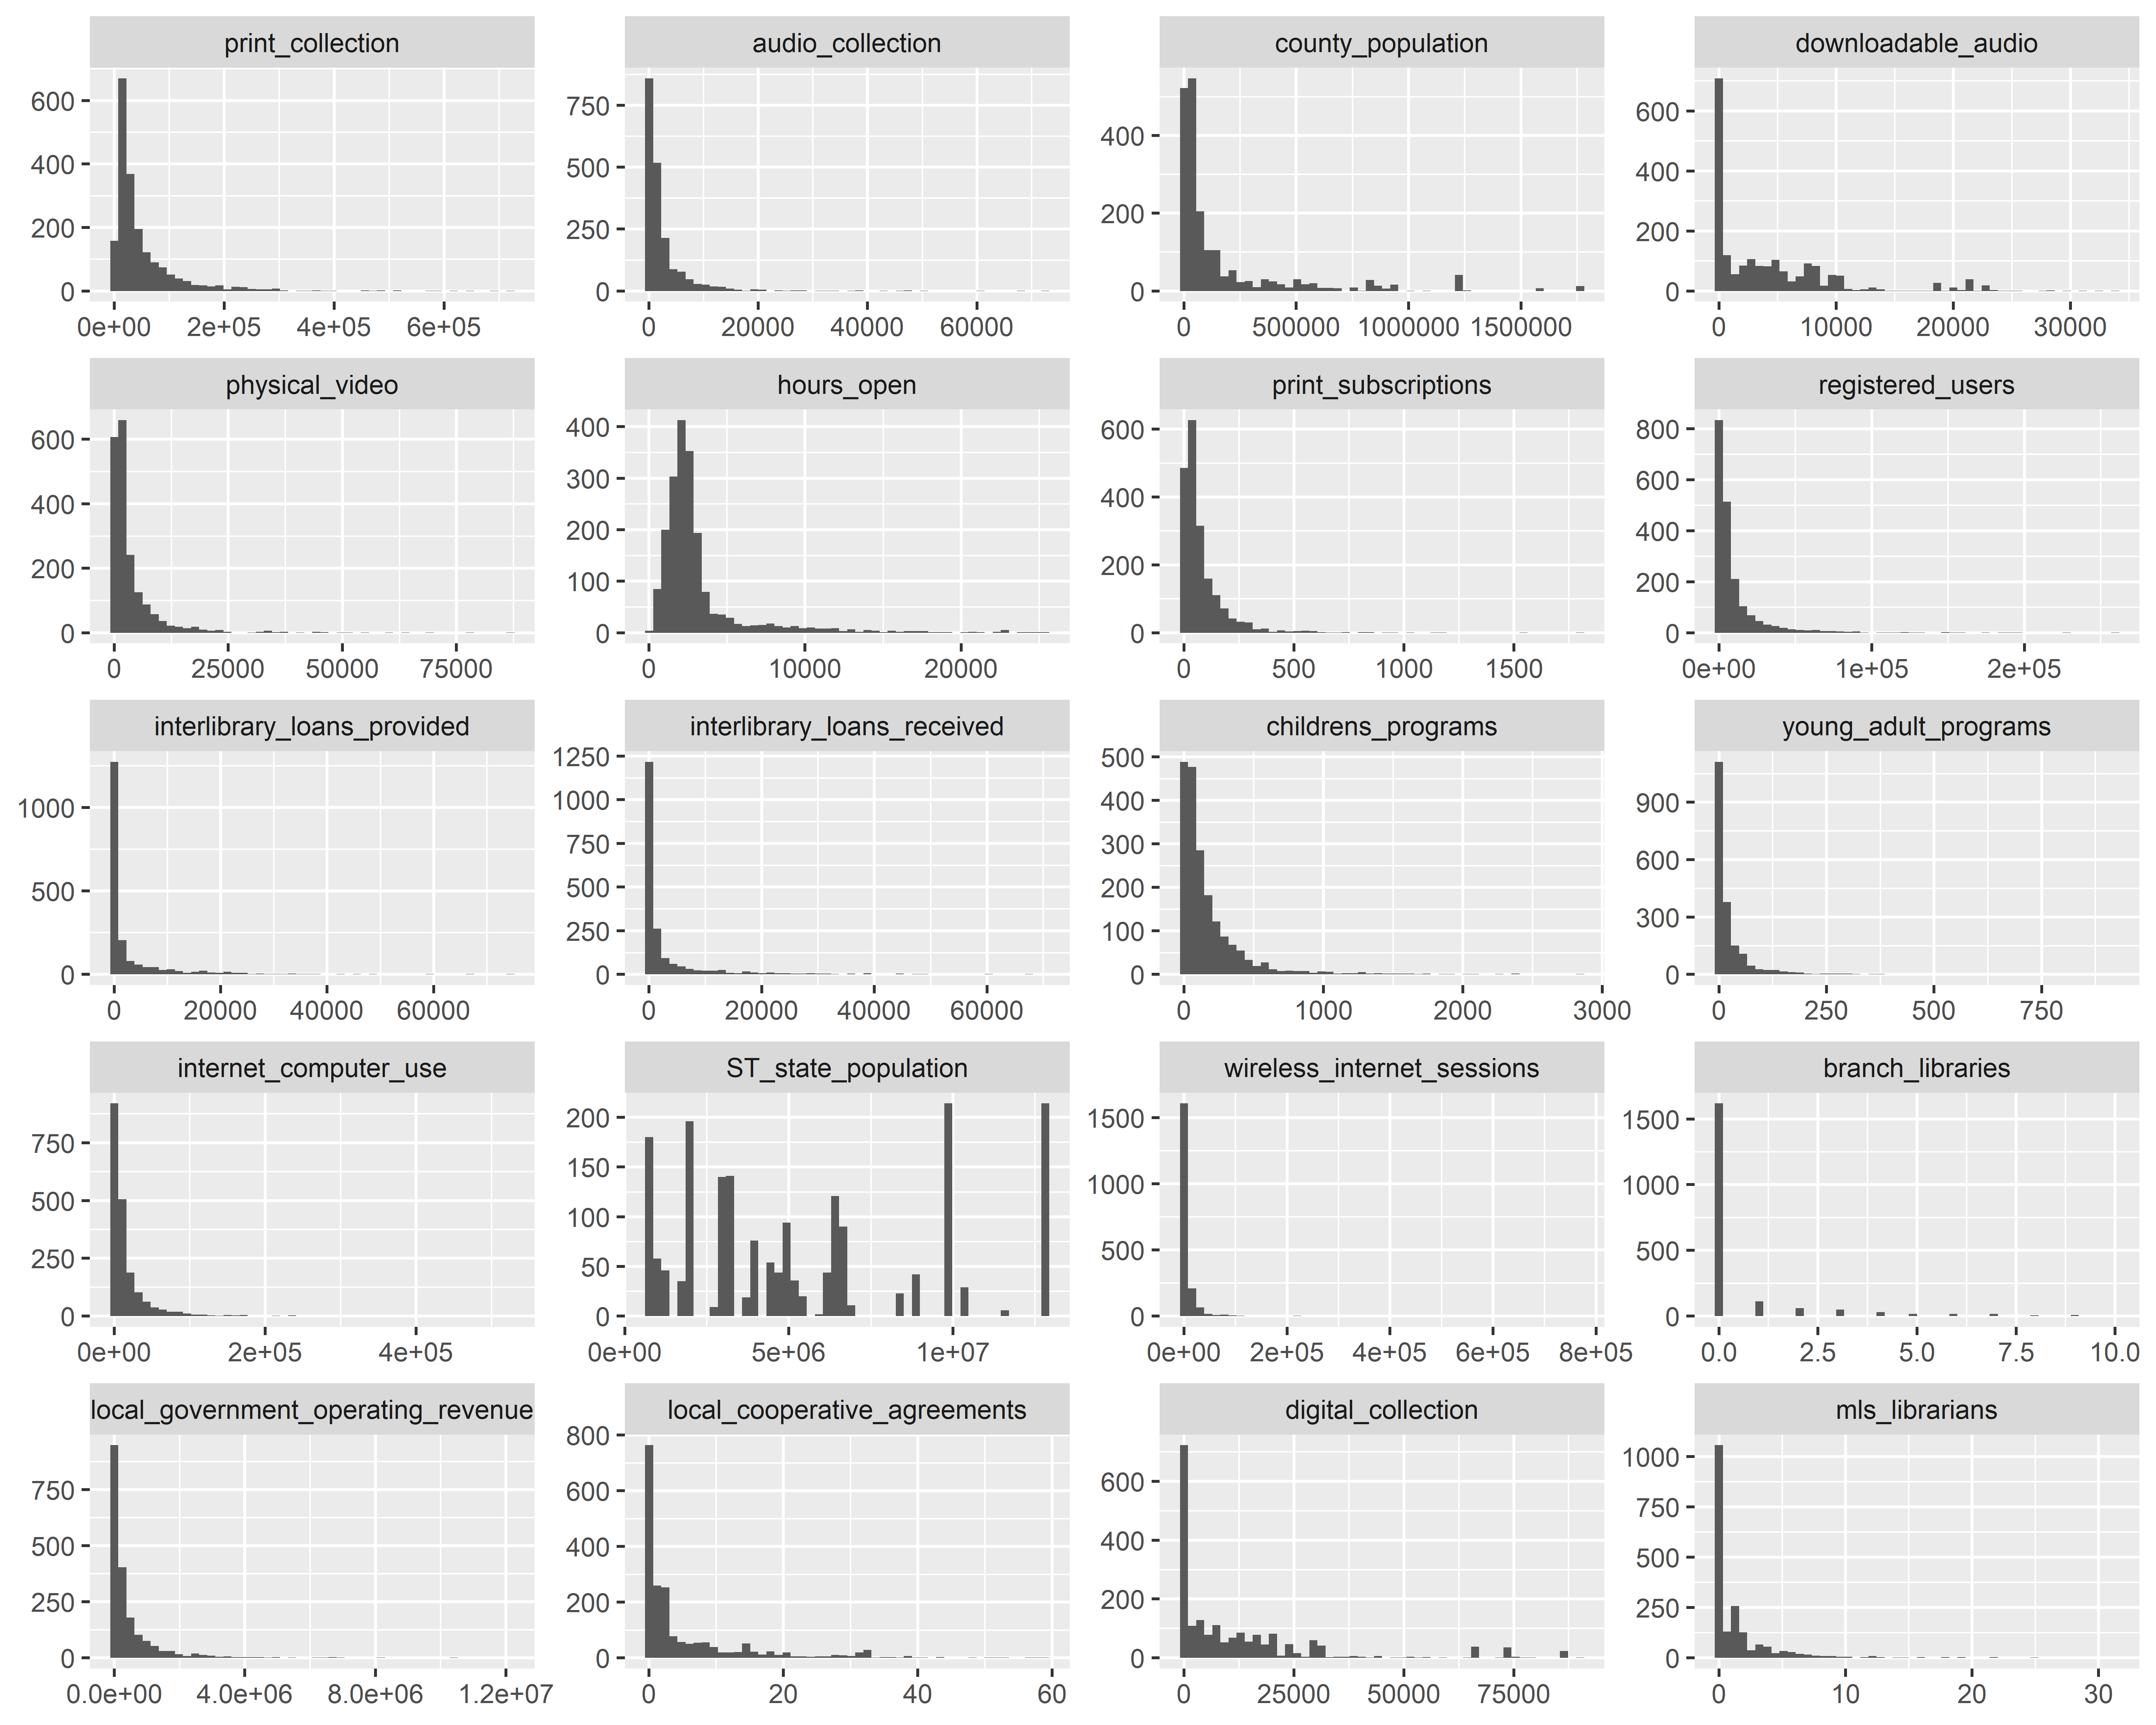 print_collection
audio_collection
county_population
downloadable_audio
600
400
200
0
0e+00 2e+05 4e+05 6e+05
750
500
250
0
0 20000 40000 60000
400
200
0
0 500000 1000000 1500000
600
400
200
0
0 10000 20000 30000
physical_video
hours_open
print_subscriptions
registered_users
600
400
200
0
0 25000 50000 75000
400
300
200
100
0
0 10000 20000
600
400
200
0
0 500 1000 1500
800
600
400
200
0
0e+00 1e+05 2e+05
interlibrary_loans_provided
interlibrary_loans_received
childrens_programs
young_adult_programs
1000
500
0
0 20000 40000 60000
1250
1000
750
500
250
0
0 20000 40000 60000
500
400
300
200
100
0
0 1000 2000 3000
900
600
300
0
0 250 500 750
internet_computer_use
ST_state_population
wireless_internet_sessions
branch_libraries
750
500
250
0
0e+00 2e+05 4e+05
200
150
100
50
0
0e+00 5e+06 1e+07
1500
1000
500
0
0e+00 2e+05 4e+05 6e+05 8e+05
1500
1000
500
0
0.0 2.5 5.0 7.5 10.0
local_government_operating_revenue
local_cooperative_agreements
digital_collection
mls_librarians
750
500
250
0
0.0e+00 4.0e+06 8.0e+06 1.2e+07
800
600
400
200
0
0 20 40 60
600
400
200
0
0 25000 50000 75000
1000
750
500
250
0
0 10 20 30